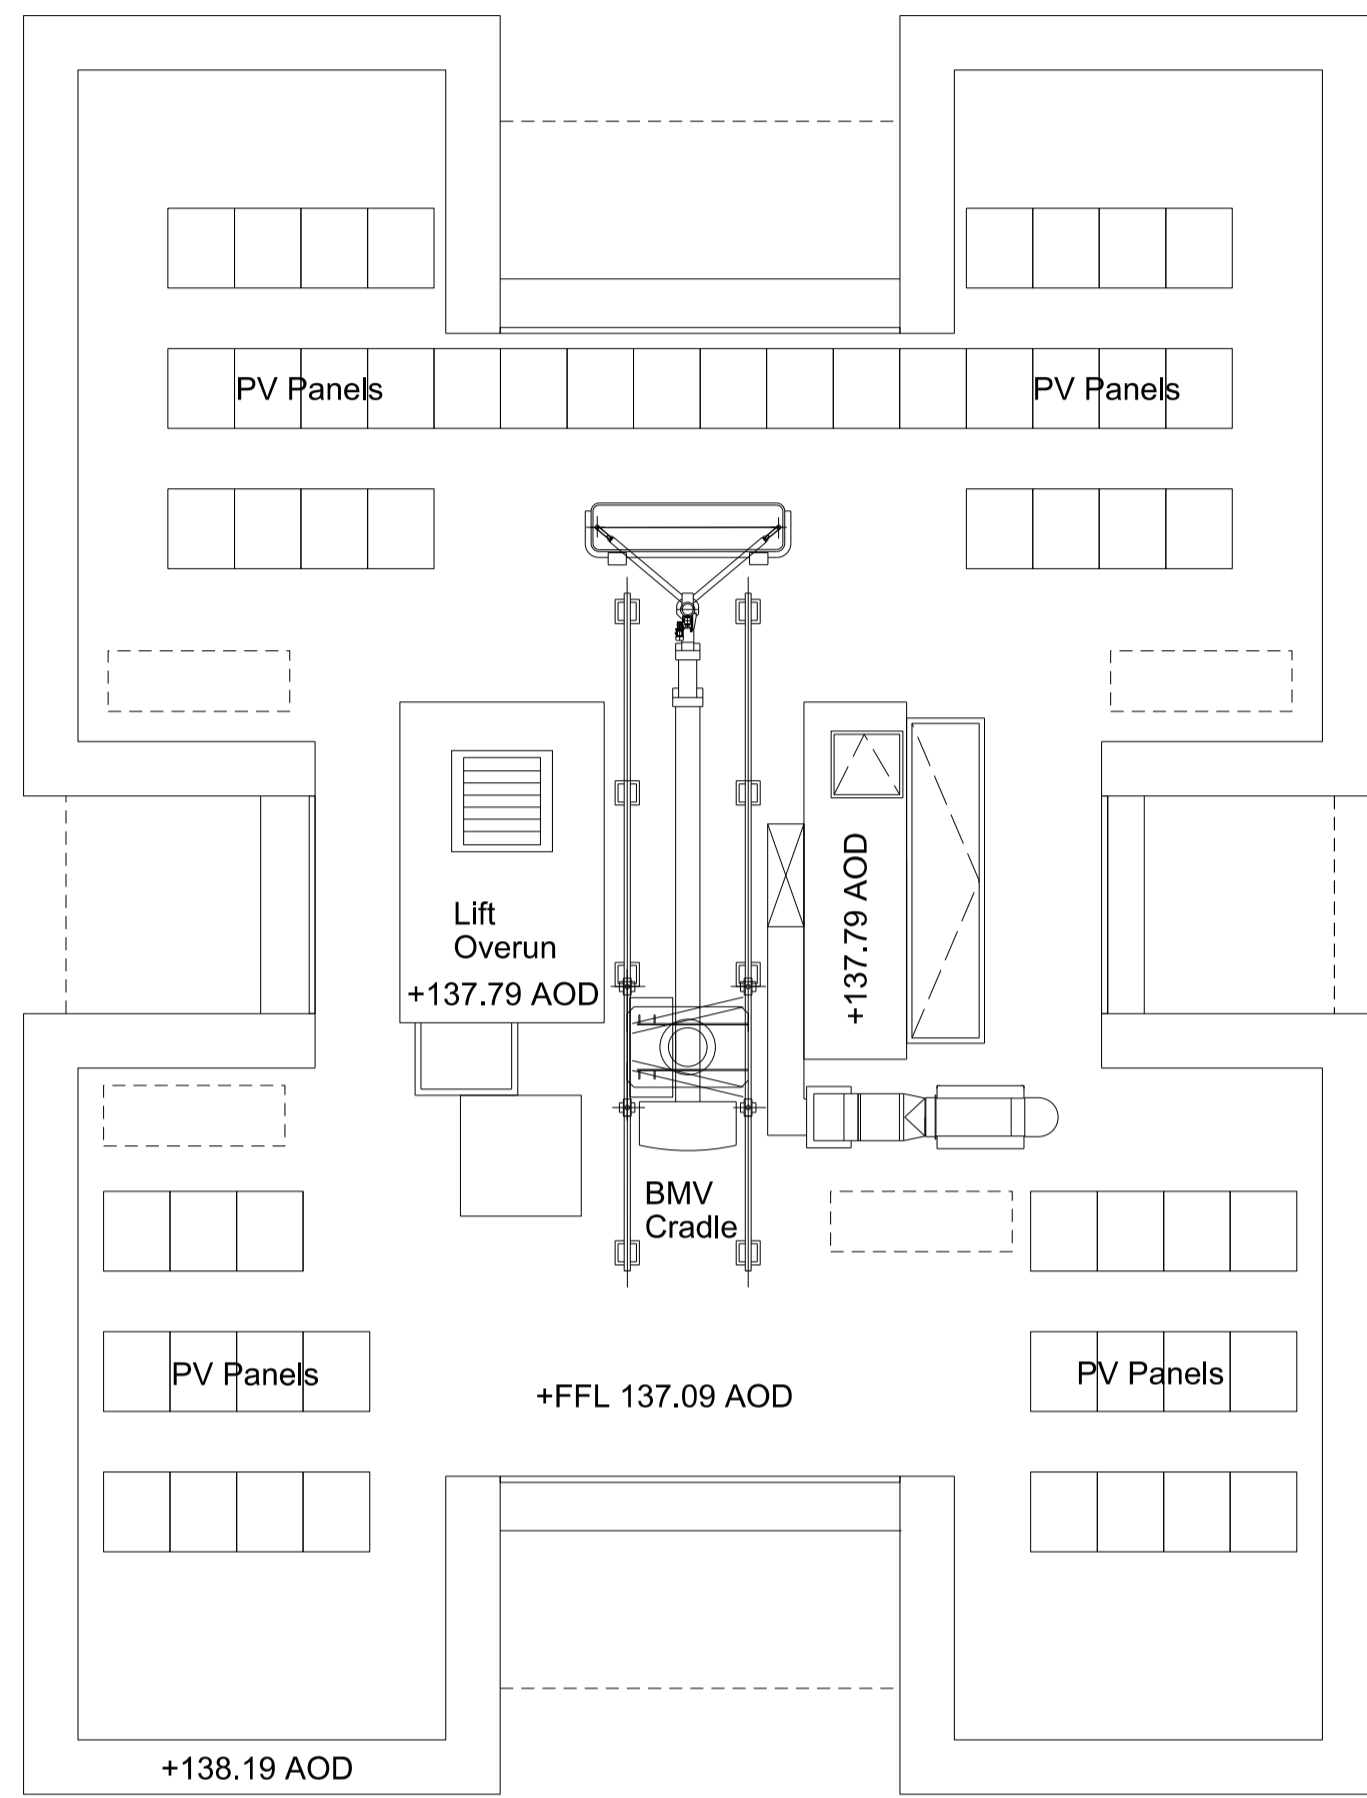 PV Panels
PV Panels
Lift
Overun
+137.79 AOD
+137.79 AOD
BMV
Cradle
PV Panels
PV Panels
+FFL 137.09 AOD
+138.19 AOD